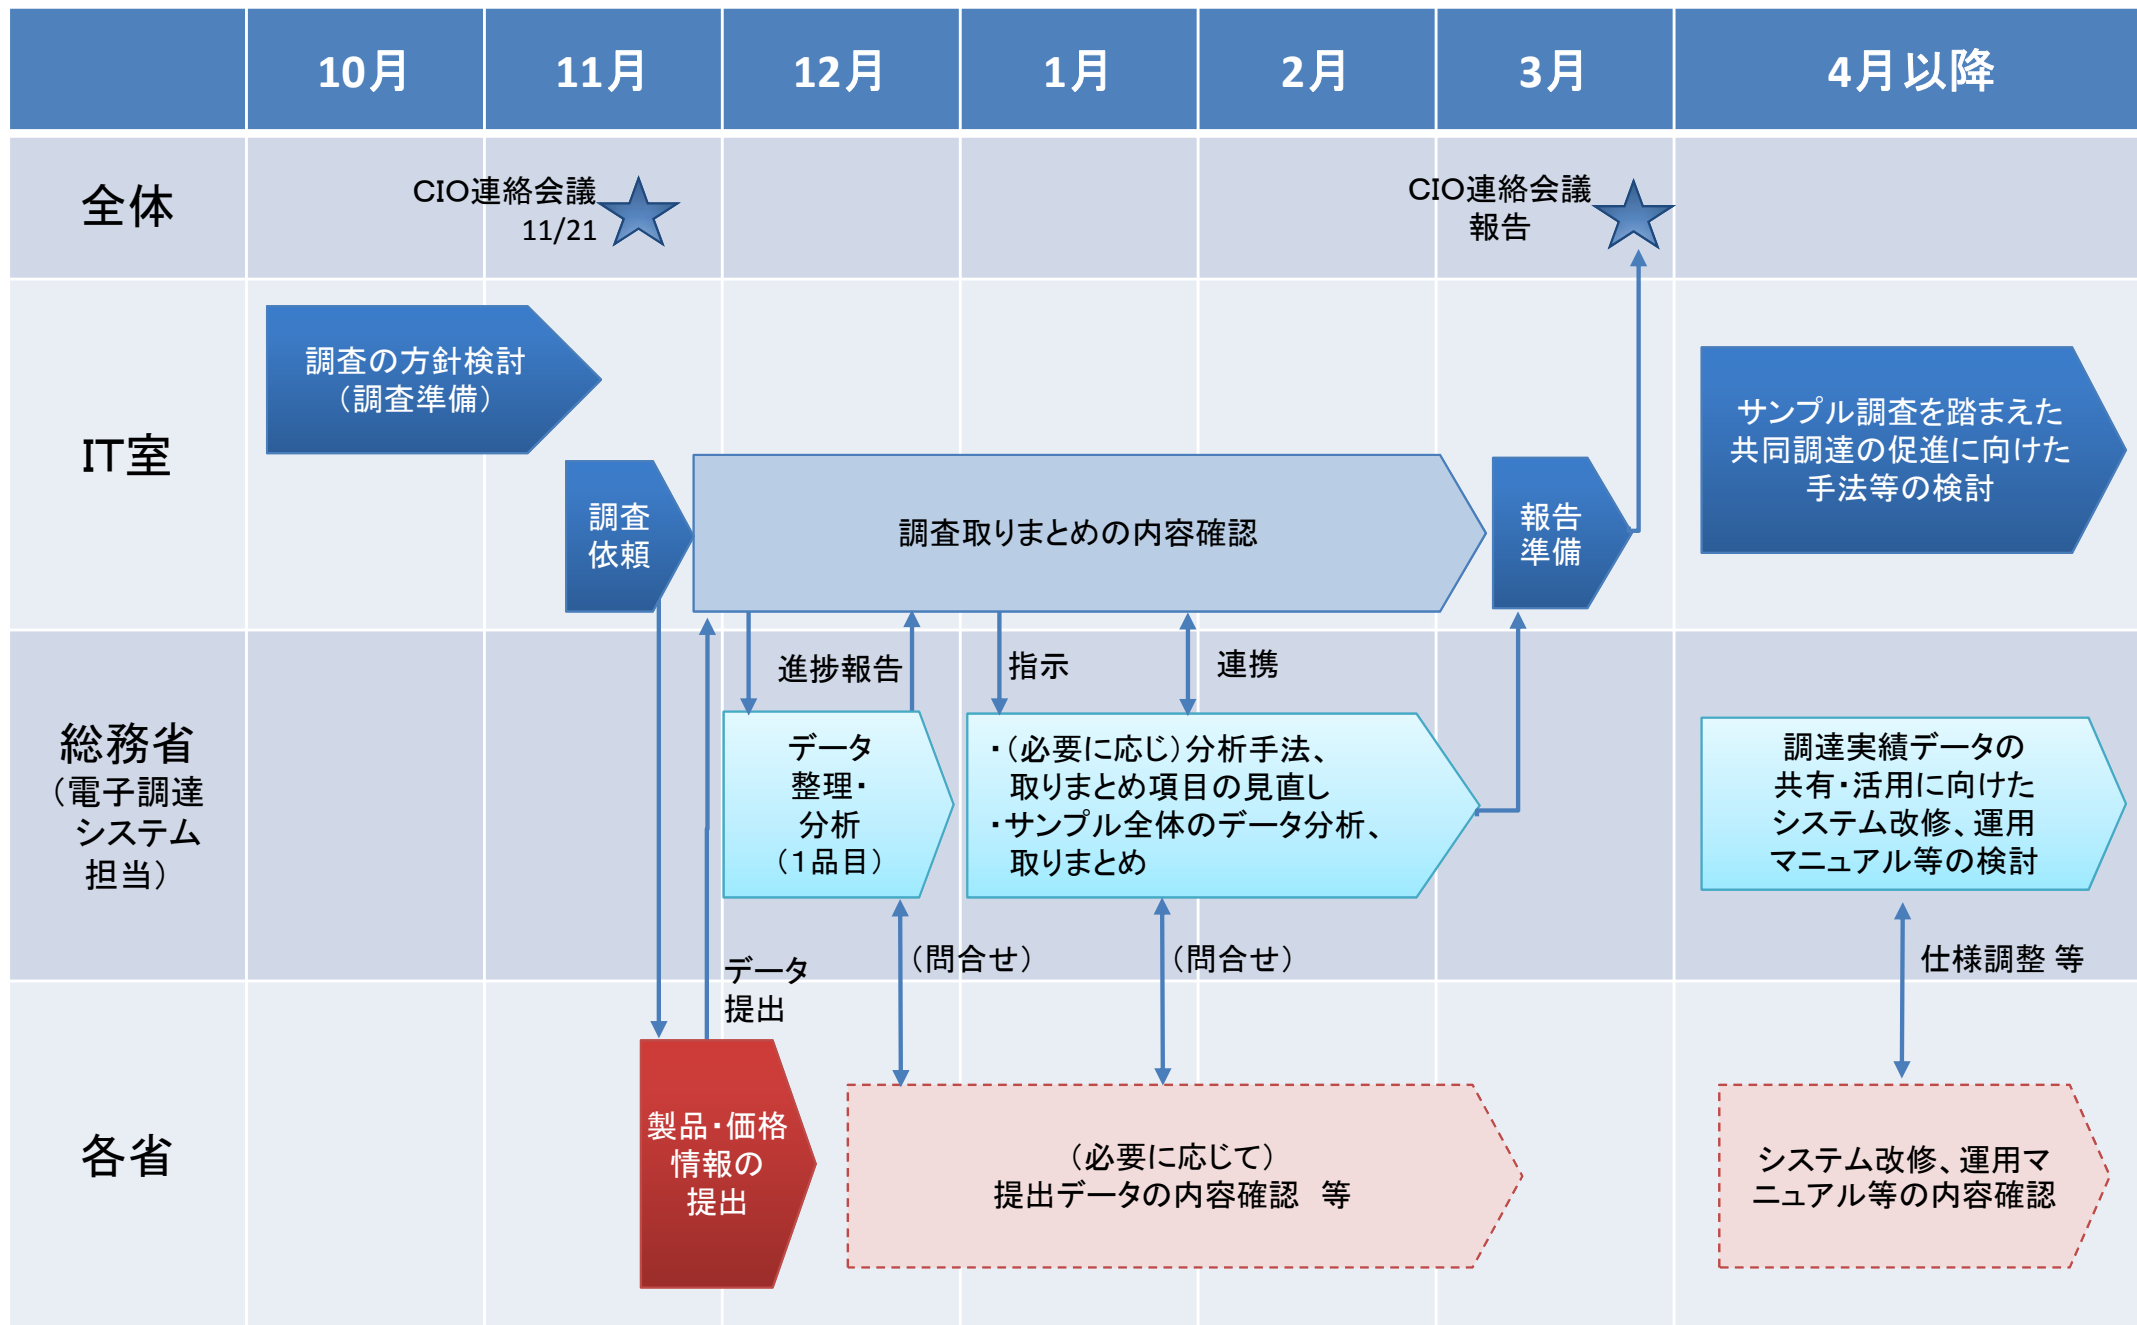 10月
11月
12月
1月
2月
3月
4月以降
全体
CIO連絡会議
11/21
CIO連絡会議
報告
IT室
調査の方針検討
（調査準備）
調査
依頼
調査取りまとめの内容確認
報告
準備
サンプル調査を踏まえた
共同調達の促進に向けた
手法等の検討
総務省
（電子調達
システム
担当）
進捗報告
指示
連携
データ
整理・
分析
（１品目）
・（必要に応じ）分析手法、
取りまとめ項目の見直し
・サンプル全体のデータ分析、
取りまとめ
調達実績データの
共有・活用に向けた
システム改修、運用
マニュアル等の検討
データ
提出
（問合せ）
（問合せ）
仕様調整 等
各省
製品・価格
情報の
提出
（必要に応じて）
提出データの内容確認　等
システム改修、運用マ
ニュアル等の内容確認